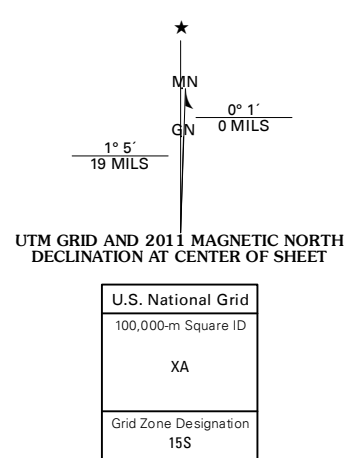 ★
MN
0° 1´
0 MILS
GN
1° 5´
19 MILS
UTM GRID AND 2011 MAGNETIC NORTH
DECLINATION AT CENTER OF SHEET
U.S. National Grid
100,000-m Square ID
XA
Grid Zone Designation
15S